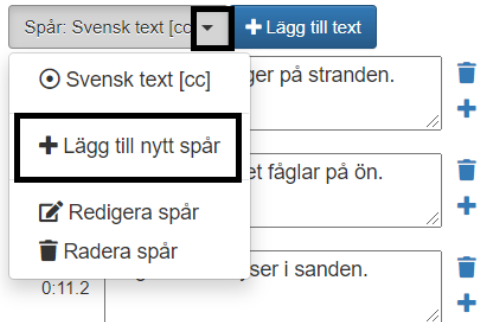 Spår: Svensk text [cc
Lägg till text
Svensk text [cc]
ger på stranden.
Lägg till nytt spår
et fåglar på ön.
Redigera spår
Radera spår
ser i sanden.
0:11.2